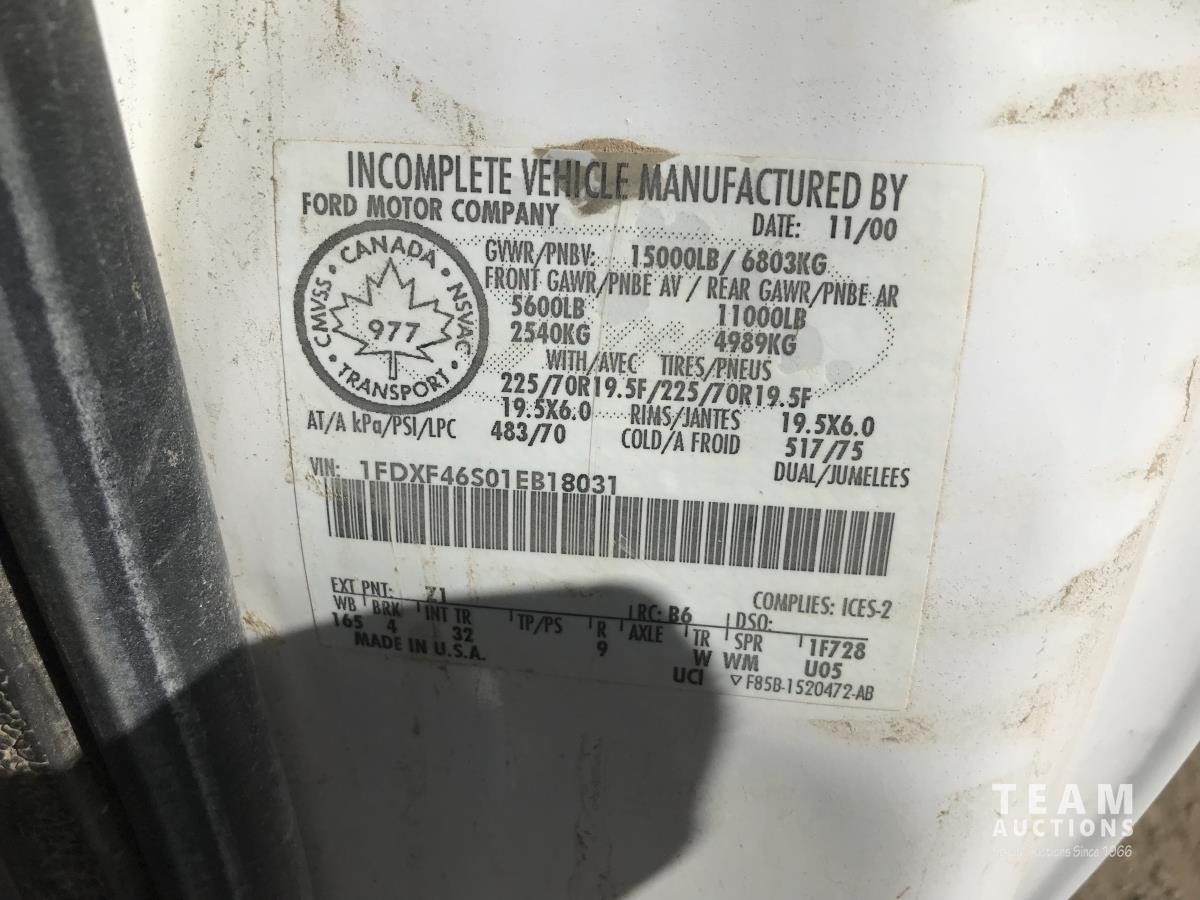 INCOMPLETE VEHICLE MANUFACTURED BY
FORD MOTOR COMPANY
DATE: 11/00
GVWR/PNBV: 15000LB/ 6803KG
FRONT GAWR/PNBE AV / REAR GAWR/PNBE AR
5600LB 11000LB
2540KG 4989KG
WITH/AVEC TIRES/PNEUS
225/70R19.5F/225/70R19.5F
19.5X6.0 RIMS/JANTES 19.5X6.0
AT/A kPa/PSI/LPC 483/70 COLD/A FROID 517/75
DUAL/JUMELEES
CMVSS CANADA NSVAC
977
TRANSPORT
VIN: 1FDXF46S01EB18031
EXT PNT: Z1 RC: B6 DSO: COMPLIES: ICES-2
WB BRK INT TR TP/PS R AXLE TR SPR 1F728
165 4 32 9 W WM U05
MADE IN U.S.A.
UCI ▽ F85B-1520472-AB
TEAM
AUCTIONS
Auctions Since 1966